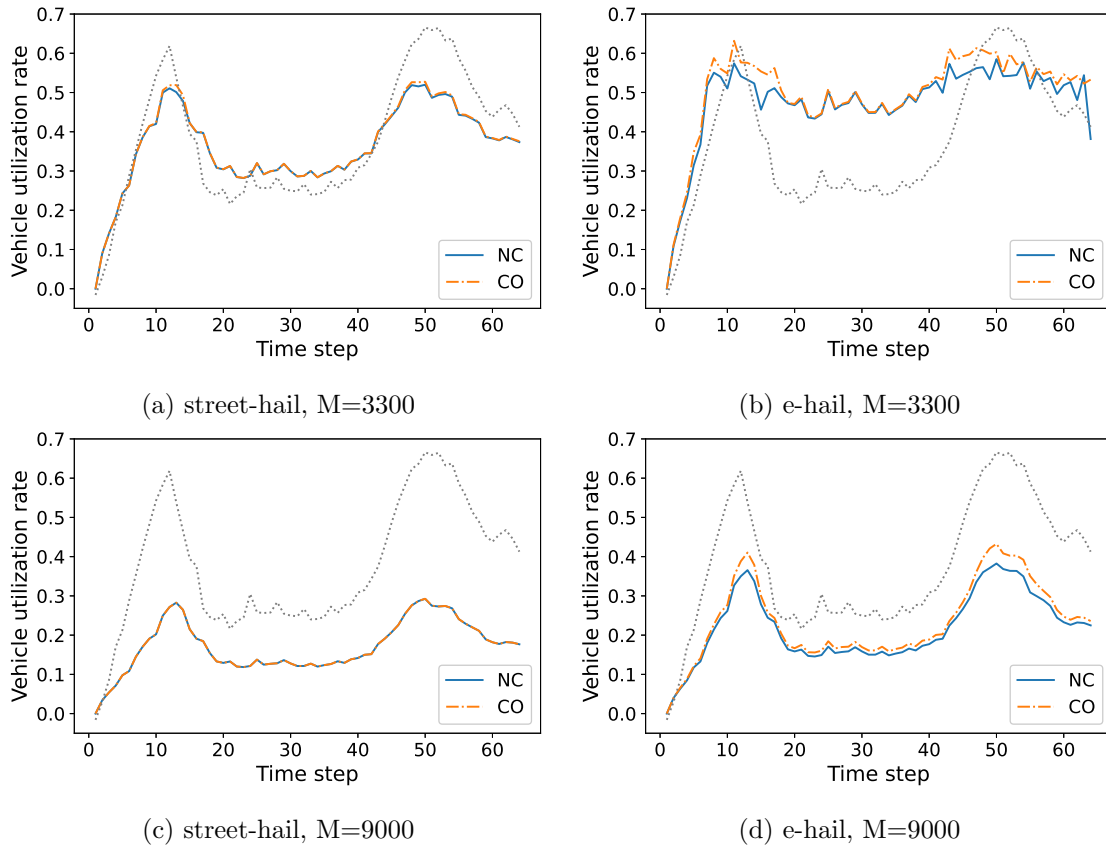 0.7
0.6
0.5
0.4
0.3
0.2
0.1
0.0
Vehicle utilization rate
NC
CO
0 10 20 30 40 50 60
Time step
(a) street-hail, M=3300
0.7
0.6
0.5
0.4
0.3
0.2
0.1
0.0
Vehicle utilization rate
NC
CO
0 10 20 30 40 50 60
Time step
(b) e-hail, M=3300
0.7
0.6
0.5
0.4
0.3
0.2
0.1
0.0
Vehicle utilization rate
NC
CO
0 10 20 30 40 50 60
Time step
(c) street-hail, M=9000
0.7
0.6
0.5
0.4
0.3
0.2
0.1
0.0
Vehicle utilization rate
NC
CO
0 10 20 30 40 50 60
Time step
(d) e-hail, M=9000